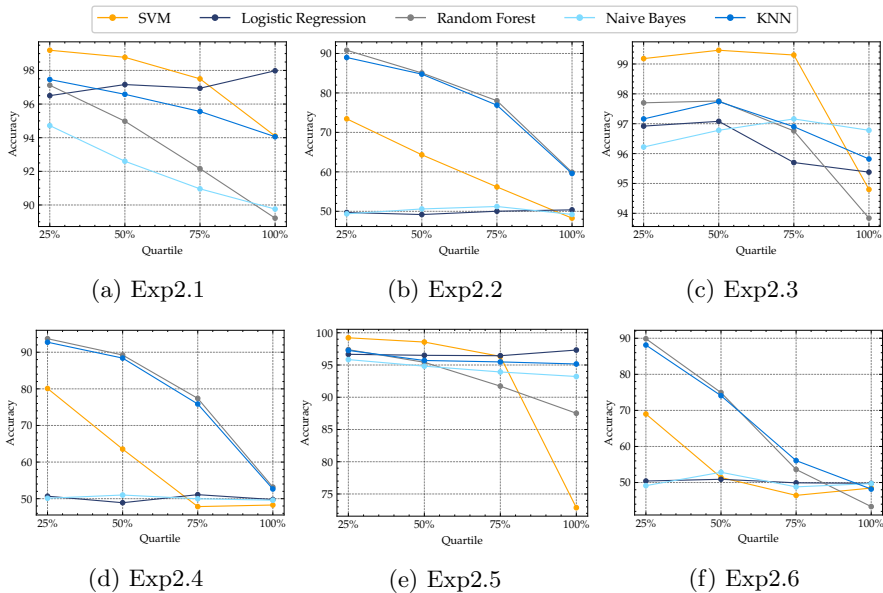 SVM Logistic Regression Random Forest Naive Bayes KNN
Accuracy
98
96
94
92
90
25% 50% 75% 100%
Quartile
(a) Exp2.1
Accuracy
90
80
70
60
50
25% 50% 75% 100%
Quartile
(b) Exp2.2
Accuracy
99
98
97
96
95
94
25% 50% 75% 100%
Quartile
(c) Exp2.3
Accuracy
90
80
70
60
50
25% 50% 75% 100%
Quartile
(d) Exp2.4
Accuracy
100
95
90
85
80
75
25% 50% 75% 100%
Quartile
(e) Exp2.5
Accuracy
90
80
70
60
50
25% 50% 75% 100%
Quartile
(f) Exp2.6